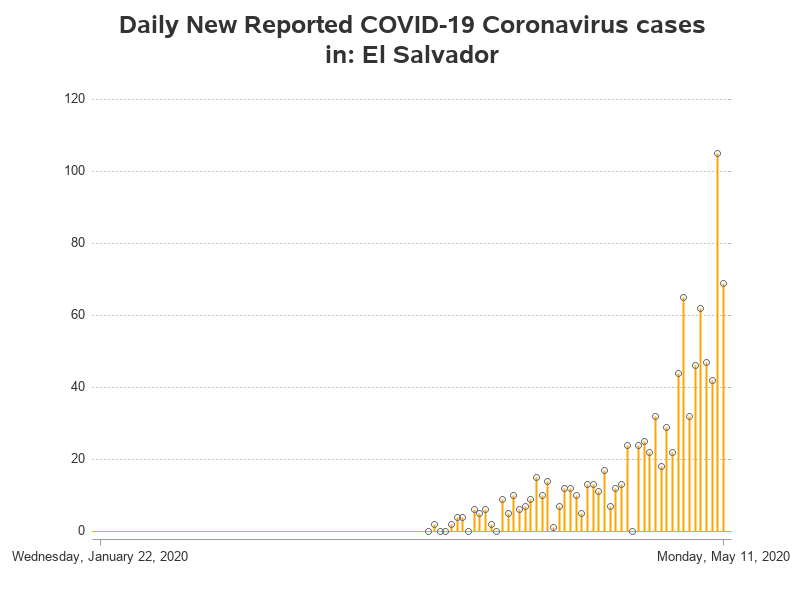 Daily New Reported COVID-19 Coronavirus cases
in: El Salvador
120
100
80
60
40
20
0
Wednesday, January 22, 2020
Monday, May 11, 2020